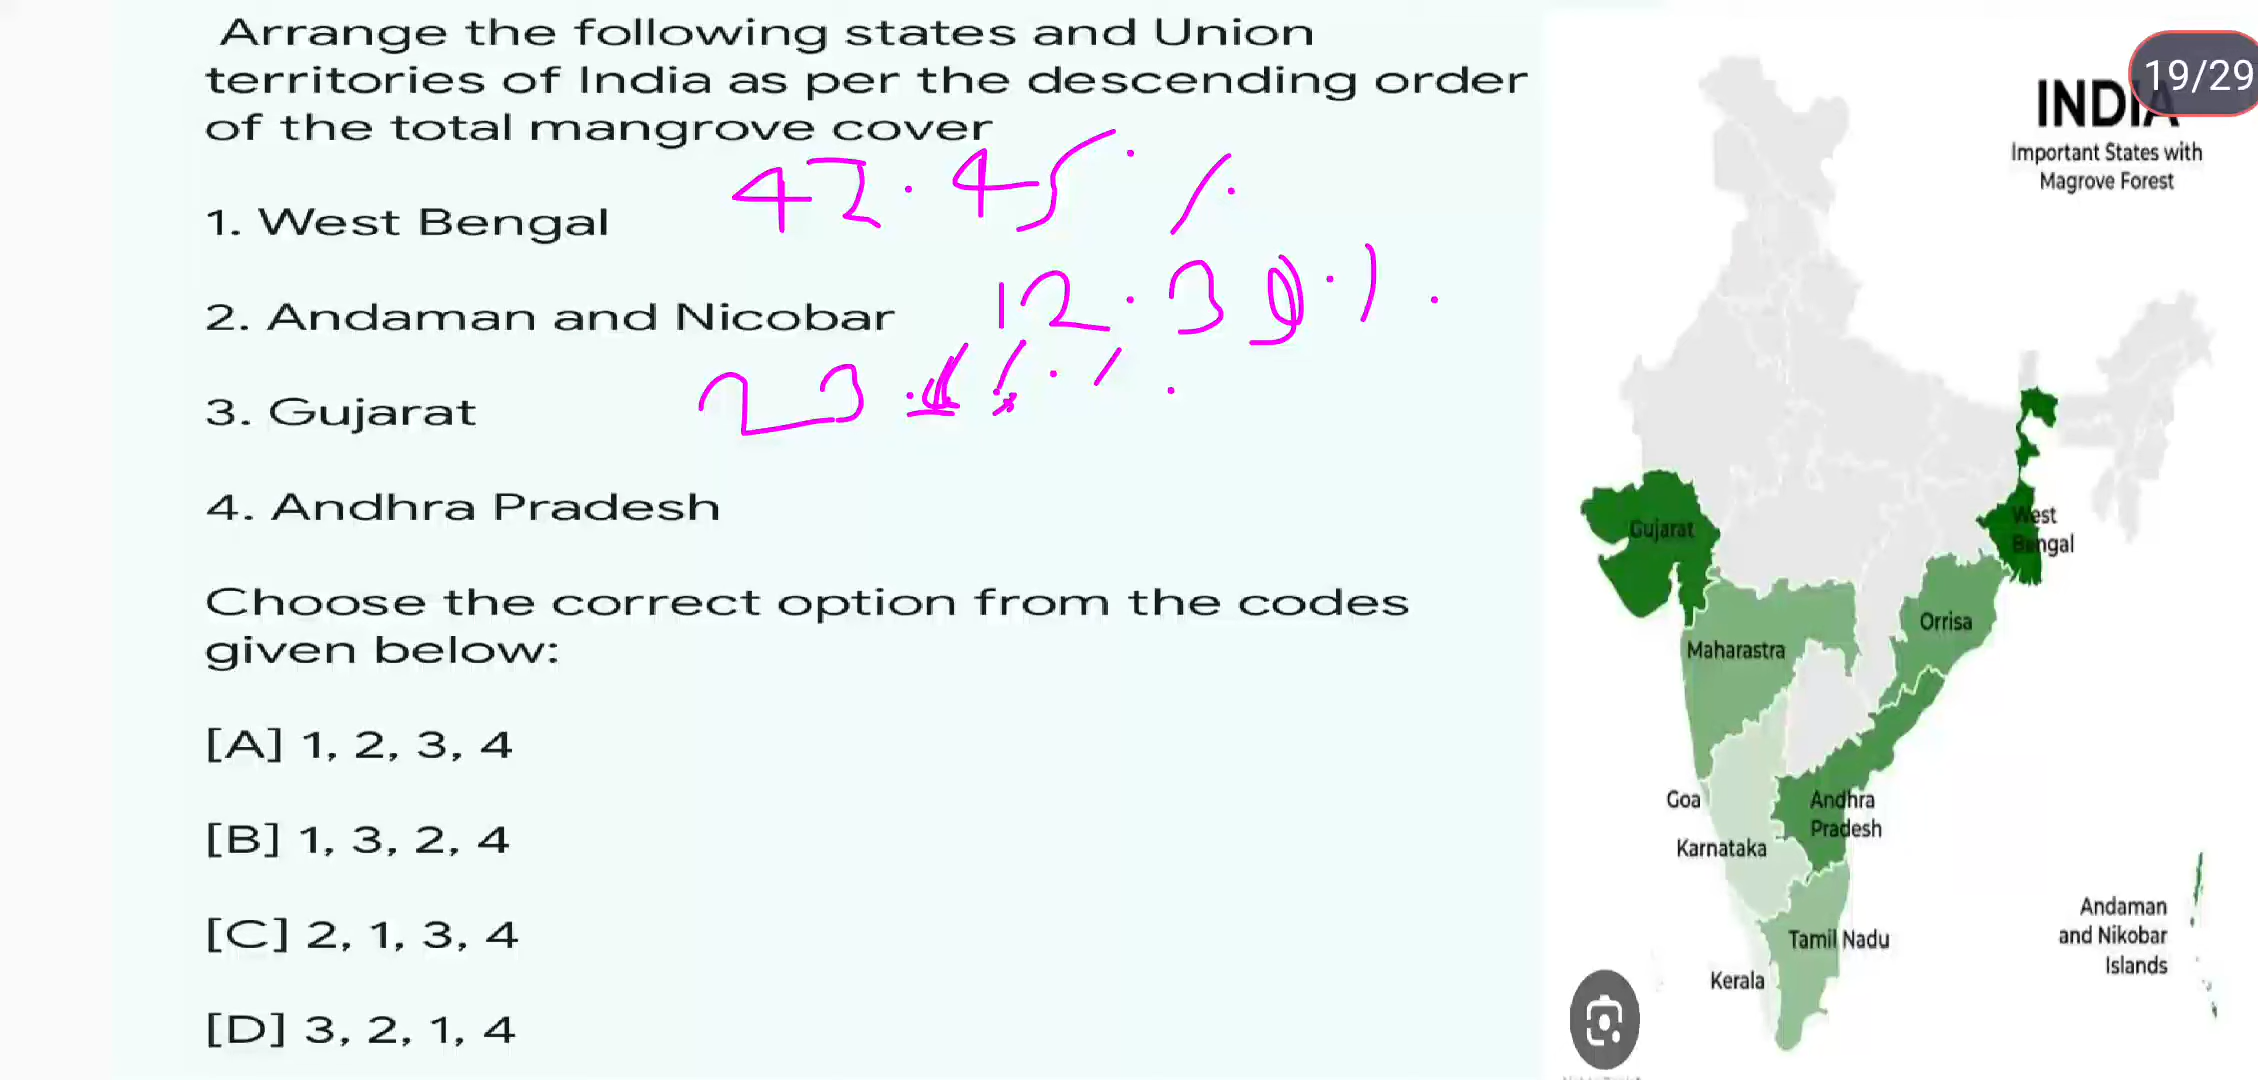 Arrange the following states and Union
territories of India as per the descending order
of the total mangrove cover
42.45 %
1. West Bengal
2. Andaman and Nicobar
12.39 %
3. Gujarat
23
4. Andhra Pradesh
Choose the correct option from the codes
given below:
[A] 1, 2, 3, 4
[B] 1, 3, 2, 4
[C] 2, 1, 3, 4
[D] 3, 2, 1, 4
19/29
INDIA
Important States with
Magrove Forest
Gujarat
West
Bengal
Orrisa
Maharastra
Goa
Andhra
Pradesh
Karnataka
Tamil Nadu
Kerala
Andaman
and Nikobar
Islands